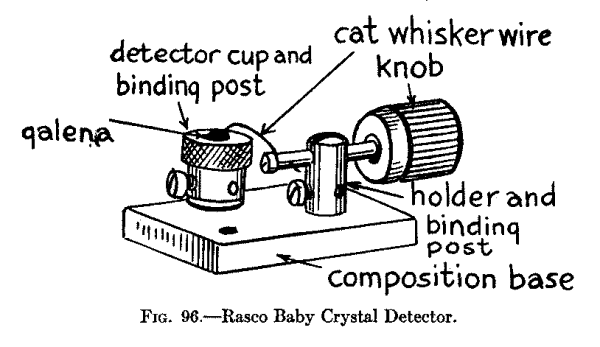 detector cup and
binding post
cat whisker wire
knob
galena
holder and
binding
post
composition base
FIG. 96.—Rasco Baby Crystal Detector.